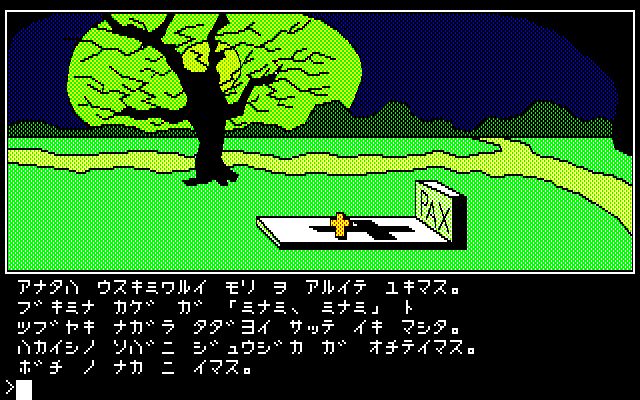 PAX
アナタハ ウスキミワルイ モリ ヲ アルイテ ユキマス。
ブキミナ カゲ ガ 「ミナミ、ミナミ」 ト
ツブヤキ ナガラ タダヨイ サッテ イキ マシタ。
ハカイシノ ソバニ ジュウジカ ガ オチテイマス。
ボチ ノ ナカ ニ イマス。
>